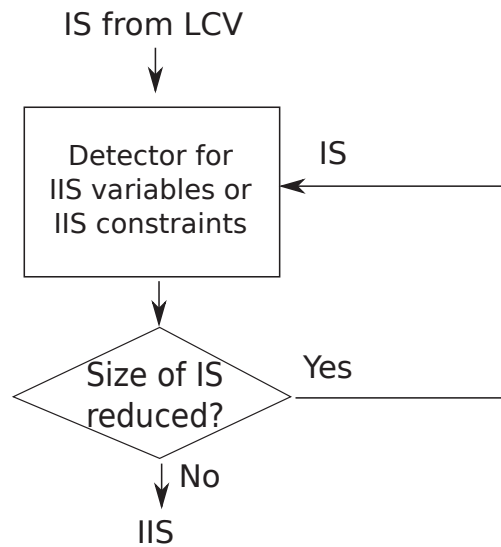 IS from LCV
Detector for
IIS variables or
IIS constraints
IS
Size of IS
reduced?
Yes
No
IIS